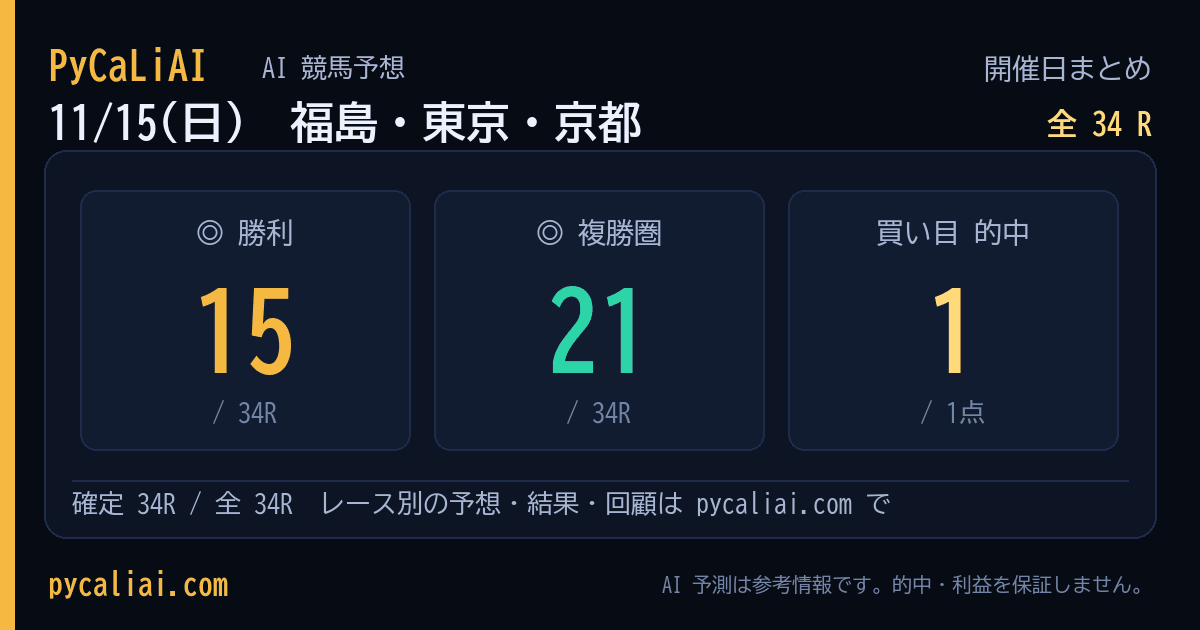 PyCaLiAI AI 競馬予想 開催日まとめ
11/15(日) 福島・東京・京都 全 34 R
◎ 勝利 ◎ 複勝圏 買い目 的中
15 21 1
/ 34R / 34R / 1点
確定 34R / 全 34R レース別の予想・結果・回顧は pycaliai.com で
pycaliai.com AI 予測は参考情報です。的中・利益を保証しません。